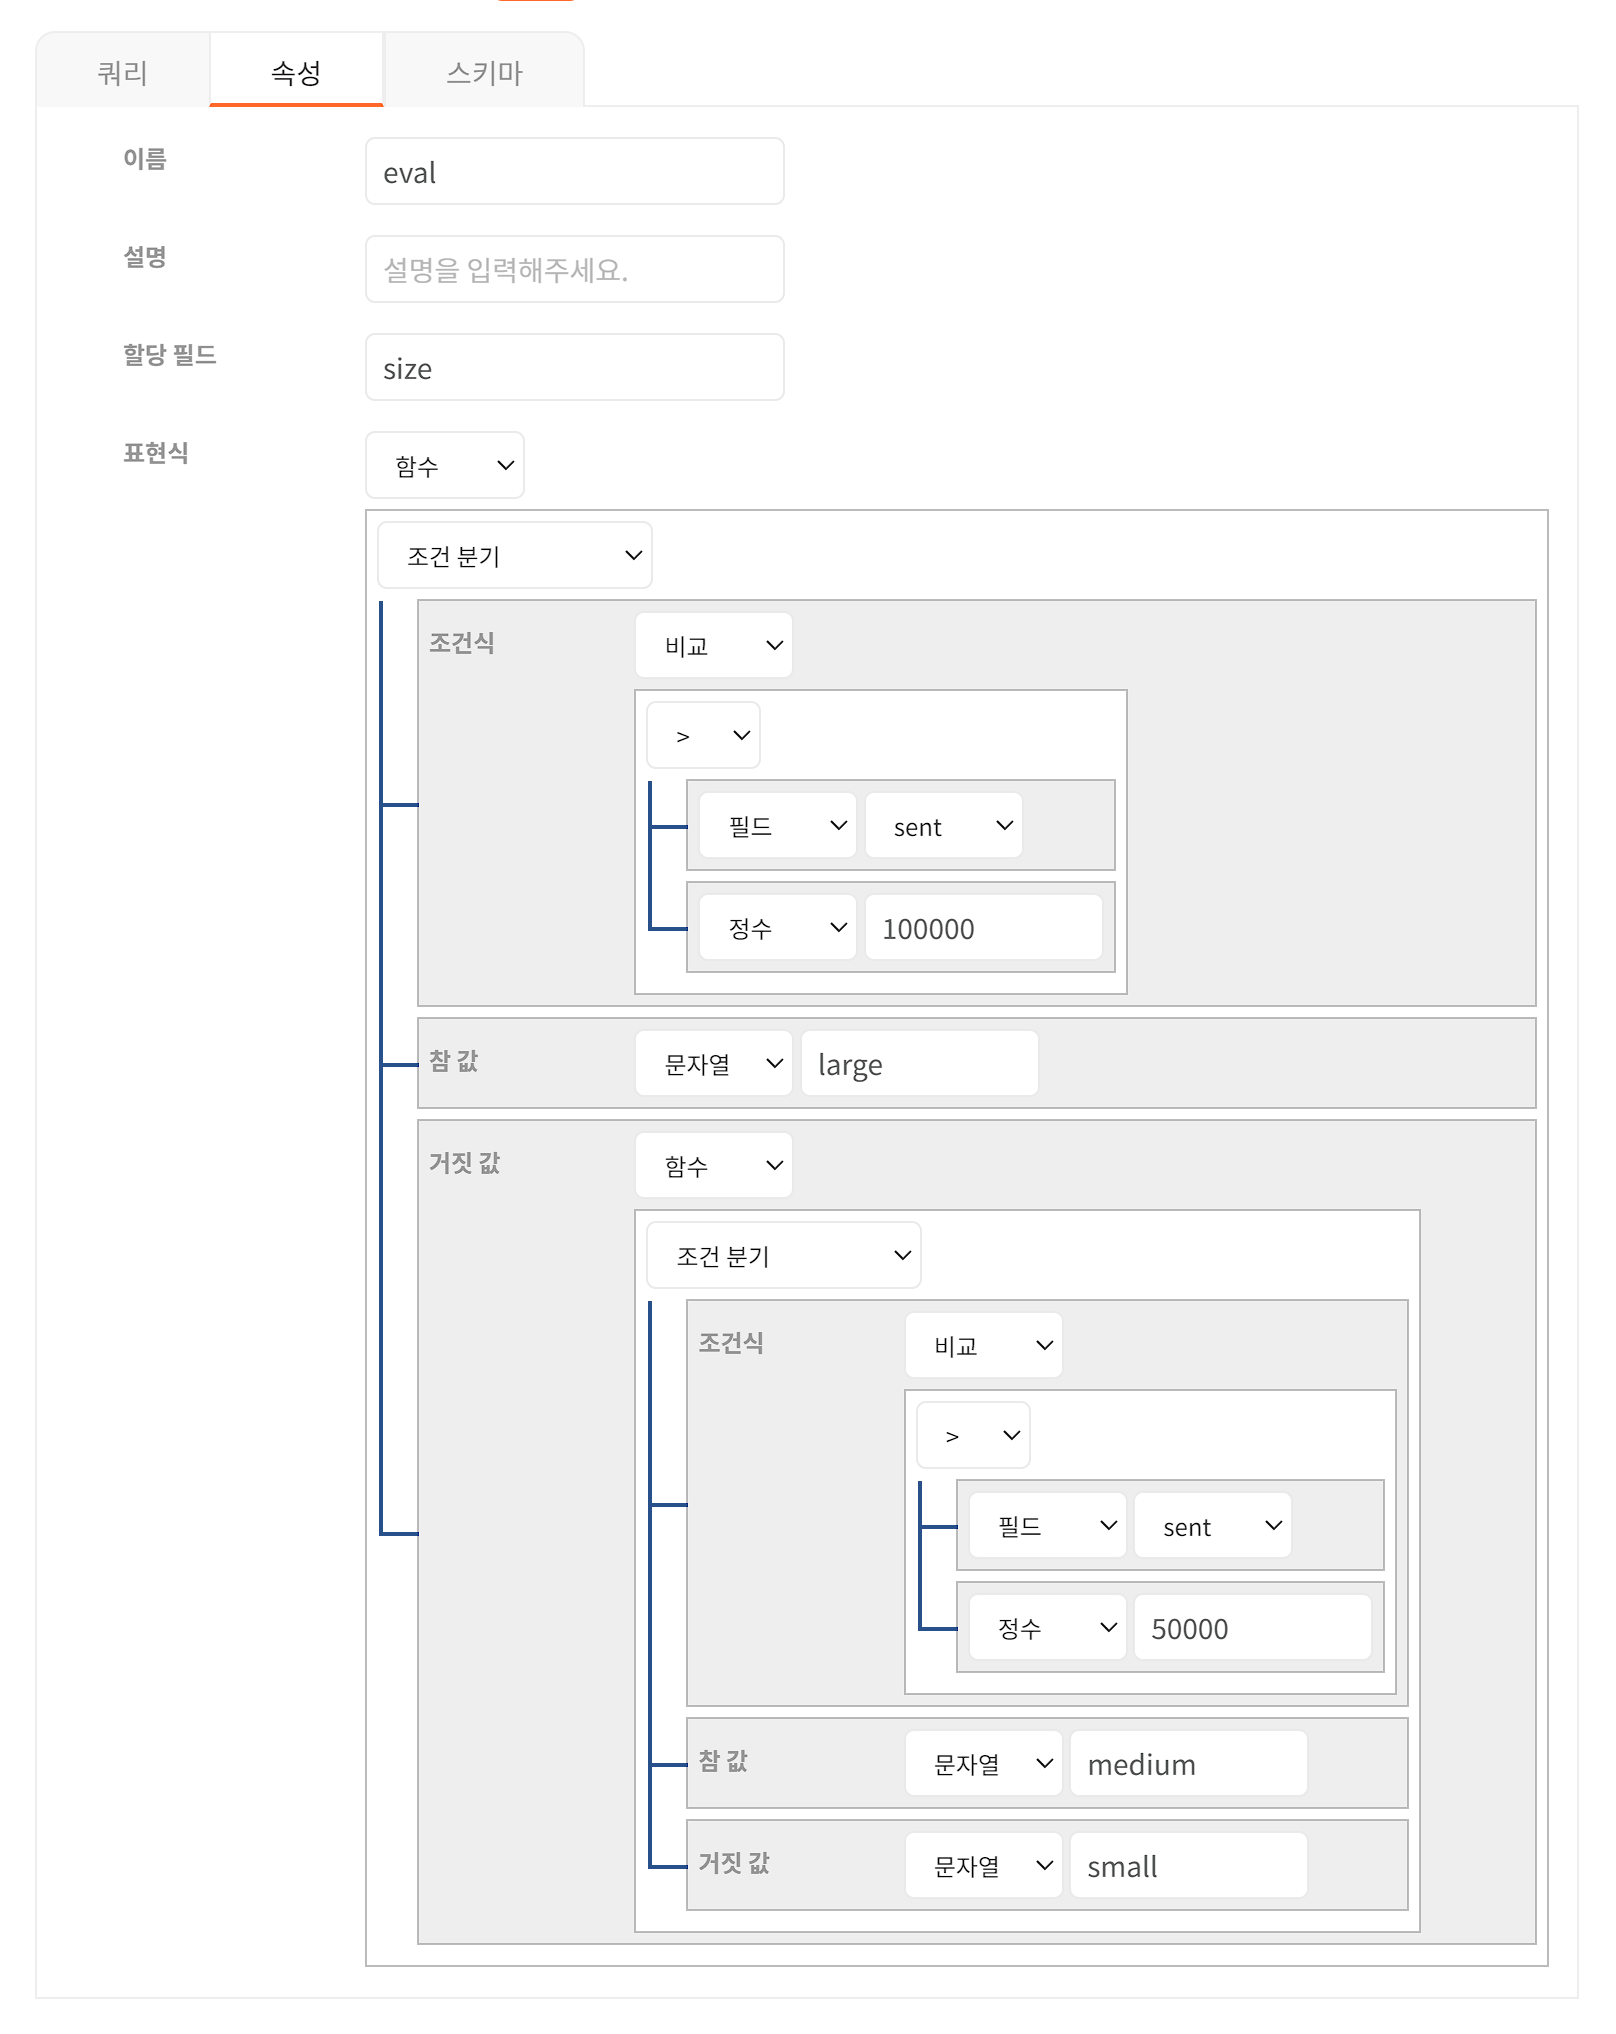 쿼리 속성 스키마
이름 eval
설명 설명을 입력해주세요.
할당 필드 size
표현식 함수
조건 분기
조건식 비교
>
필드 sent
정수 100000
참 값 문자열 large
거짓 값 함수
조건 분기
조건식 비교
>
필드 sent
정수 50000
참 값 문자열 medium
거짓 값 문자열 small